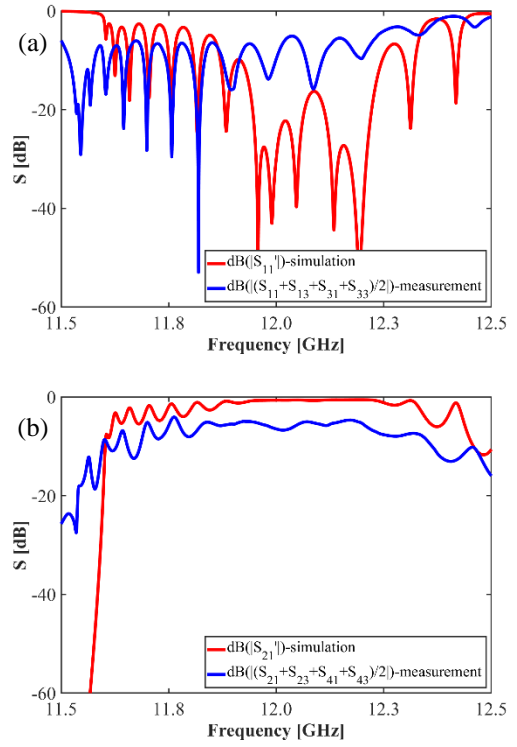 (a)
0
-20
-40
-60
S [dB]
dB(|S11'|)-simulation
dB(|(S11+S13+S31+S33)/2|)-measurement
11.5 11.8 12.0 12.3 12.5
Frequency [GHz]
(b)
0
-20
-40
-60
S [dB]
dB(|S21'|)-simulation
dB(|(S21+S23+S41+S43)/2|)-measurement
11.5 11.8 12.0 12.3 12.5
Frequency [GHz]